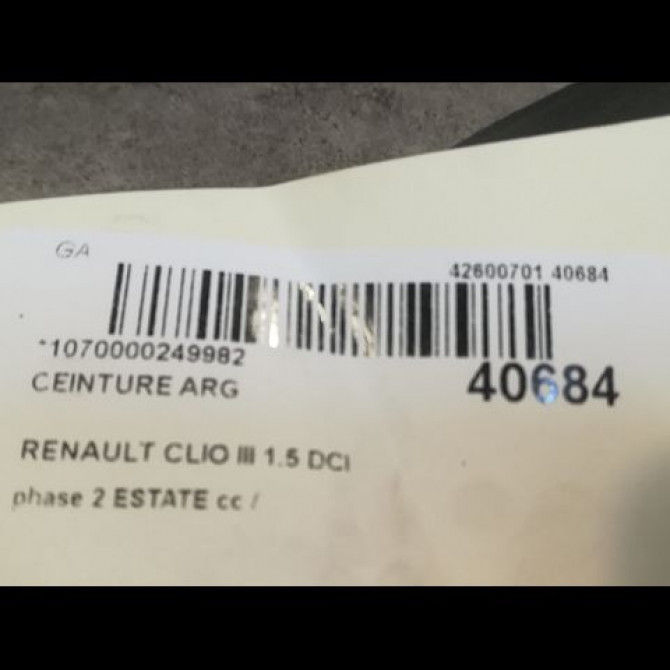 GA
42600701 40684
*1070000249982
CEINTURE ARG
40684
RENAULT CLIO III 1.5 DCI
phase 2 ESTATE cc /